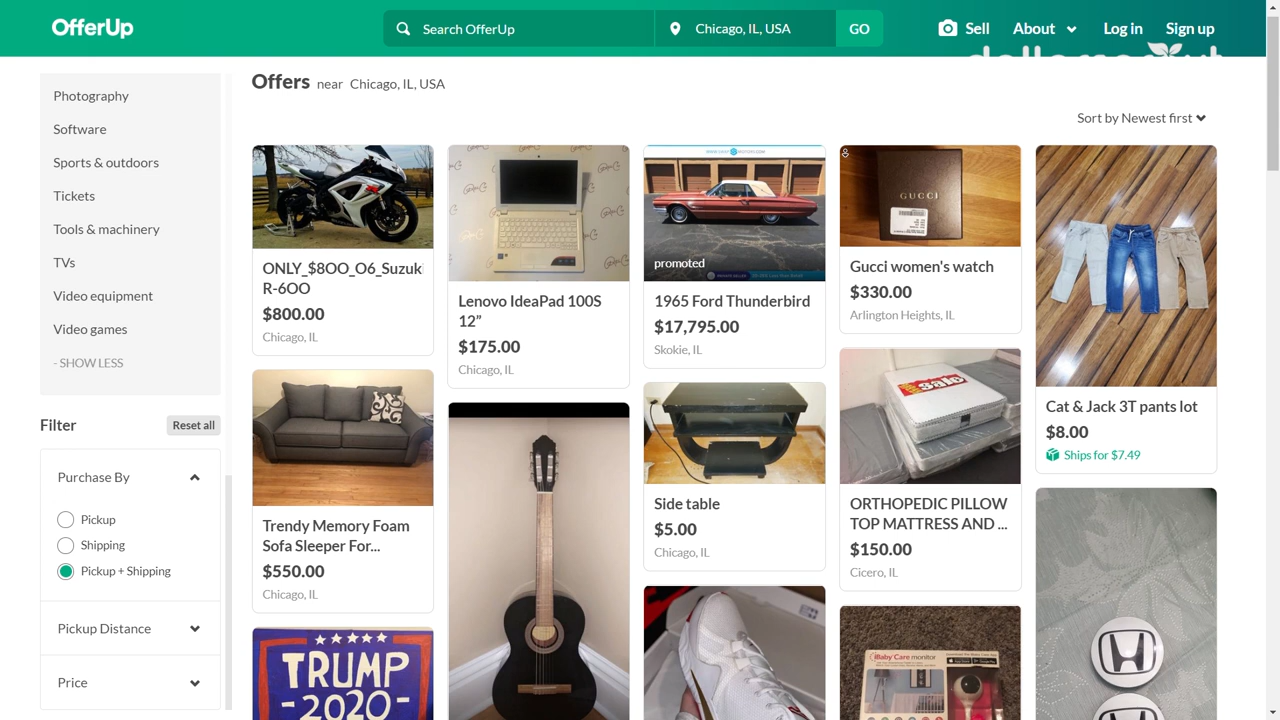 OfferUp
Search OfferUp
Chicago, IL, USA
GO
Sell
About
Log in
Sign up
Photography
Software
Sports & outdoors
Tickets
Tools & machinery
TVs
Video equipment
Video games
- SHOW LESS
Filter
Reset all
Purchase By
Pickup
Shipping
Pickup + Shipping
Pickup Distance
Price
Offers near Chicago, IL, USA
Sort by Newest first
ONLY_$8OO_O6_Suzuki
R-6OO
$800.00
Chicago, IL
Trendy Memory Foam
Sofa Sleeper For...
$550.00
Chicago, IL
TRUMP
-2020-
Lenovo IdeaPad 100S
12”
$175.00
Chicago, IL
promoted
1965 Ford Thunderbird
$17,795.00
Skokie, IL
Side table
$5.00
Chicago, IL
GUCCI
Gucci women's watch
$330.00
Arlington Heights, IL
Sale
ORTHOPEDIC PILLOW
TOP MATTRESS AND ...
$150.00
Cicero, IL
iBaby Care monitor
Cat & Jack 3T pants lot
$8.00
Ships for $7.49